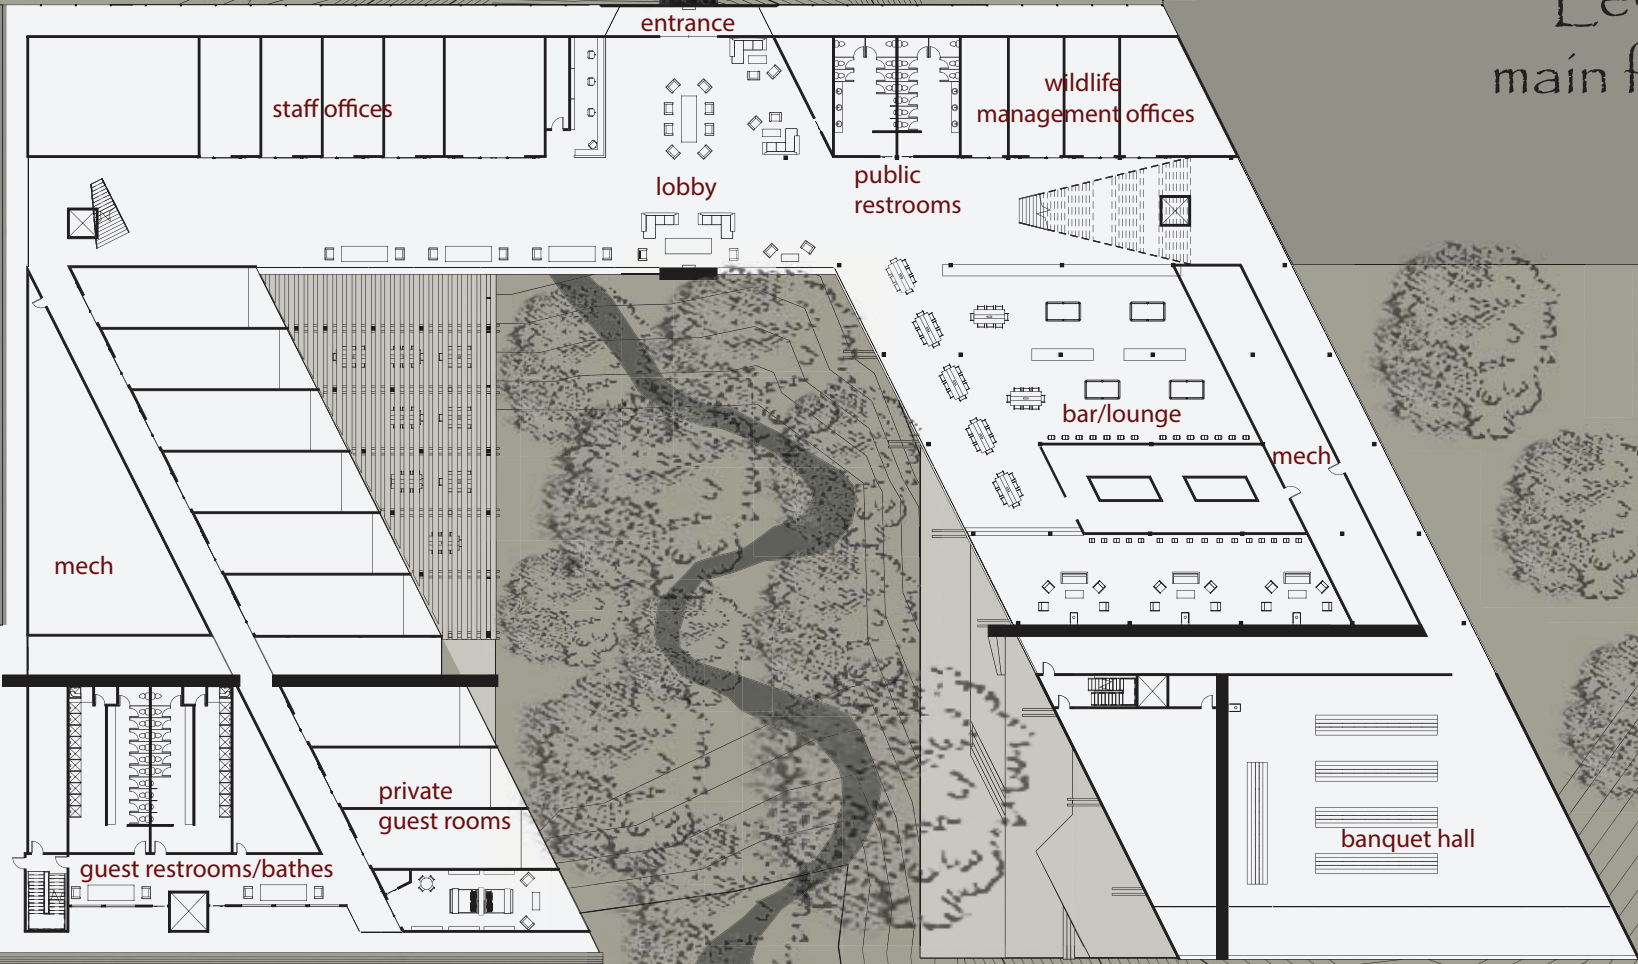 entrance
main
staff offices
wildlife
management offices
lobby
public
restrooms
bar/lounge
mech
mech
private
guest rooms
banquet hall
guest restrooms/bathes